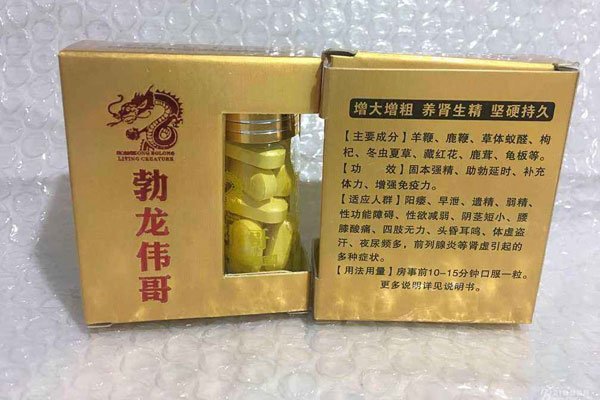 LIVING CREATURE
勃龙伟哥
增大增粗 养肾生精 坚硬持久
【主要成分】羊鞭、鹿鞭、草体蚁醛、枸
杞、冬虫夏草、藏红花、鹿茸、龟板等。
【功 效】固本强精、助勃延时、补充
体力、增强免疫力。
【适应人群】阳痿、早泄、遗精、弱精、
性功能障碍、性欲减弱、阴茎短小、腰
膝酸痛、四肢无力、头昏耳鸣、体虚盗
汗、夜尿频多，前列腺炎等肾虚引起的
多种症状。
【用法用量】房事前10-15分钟口服一粒。
更多说明详见说明书。